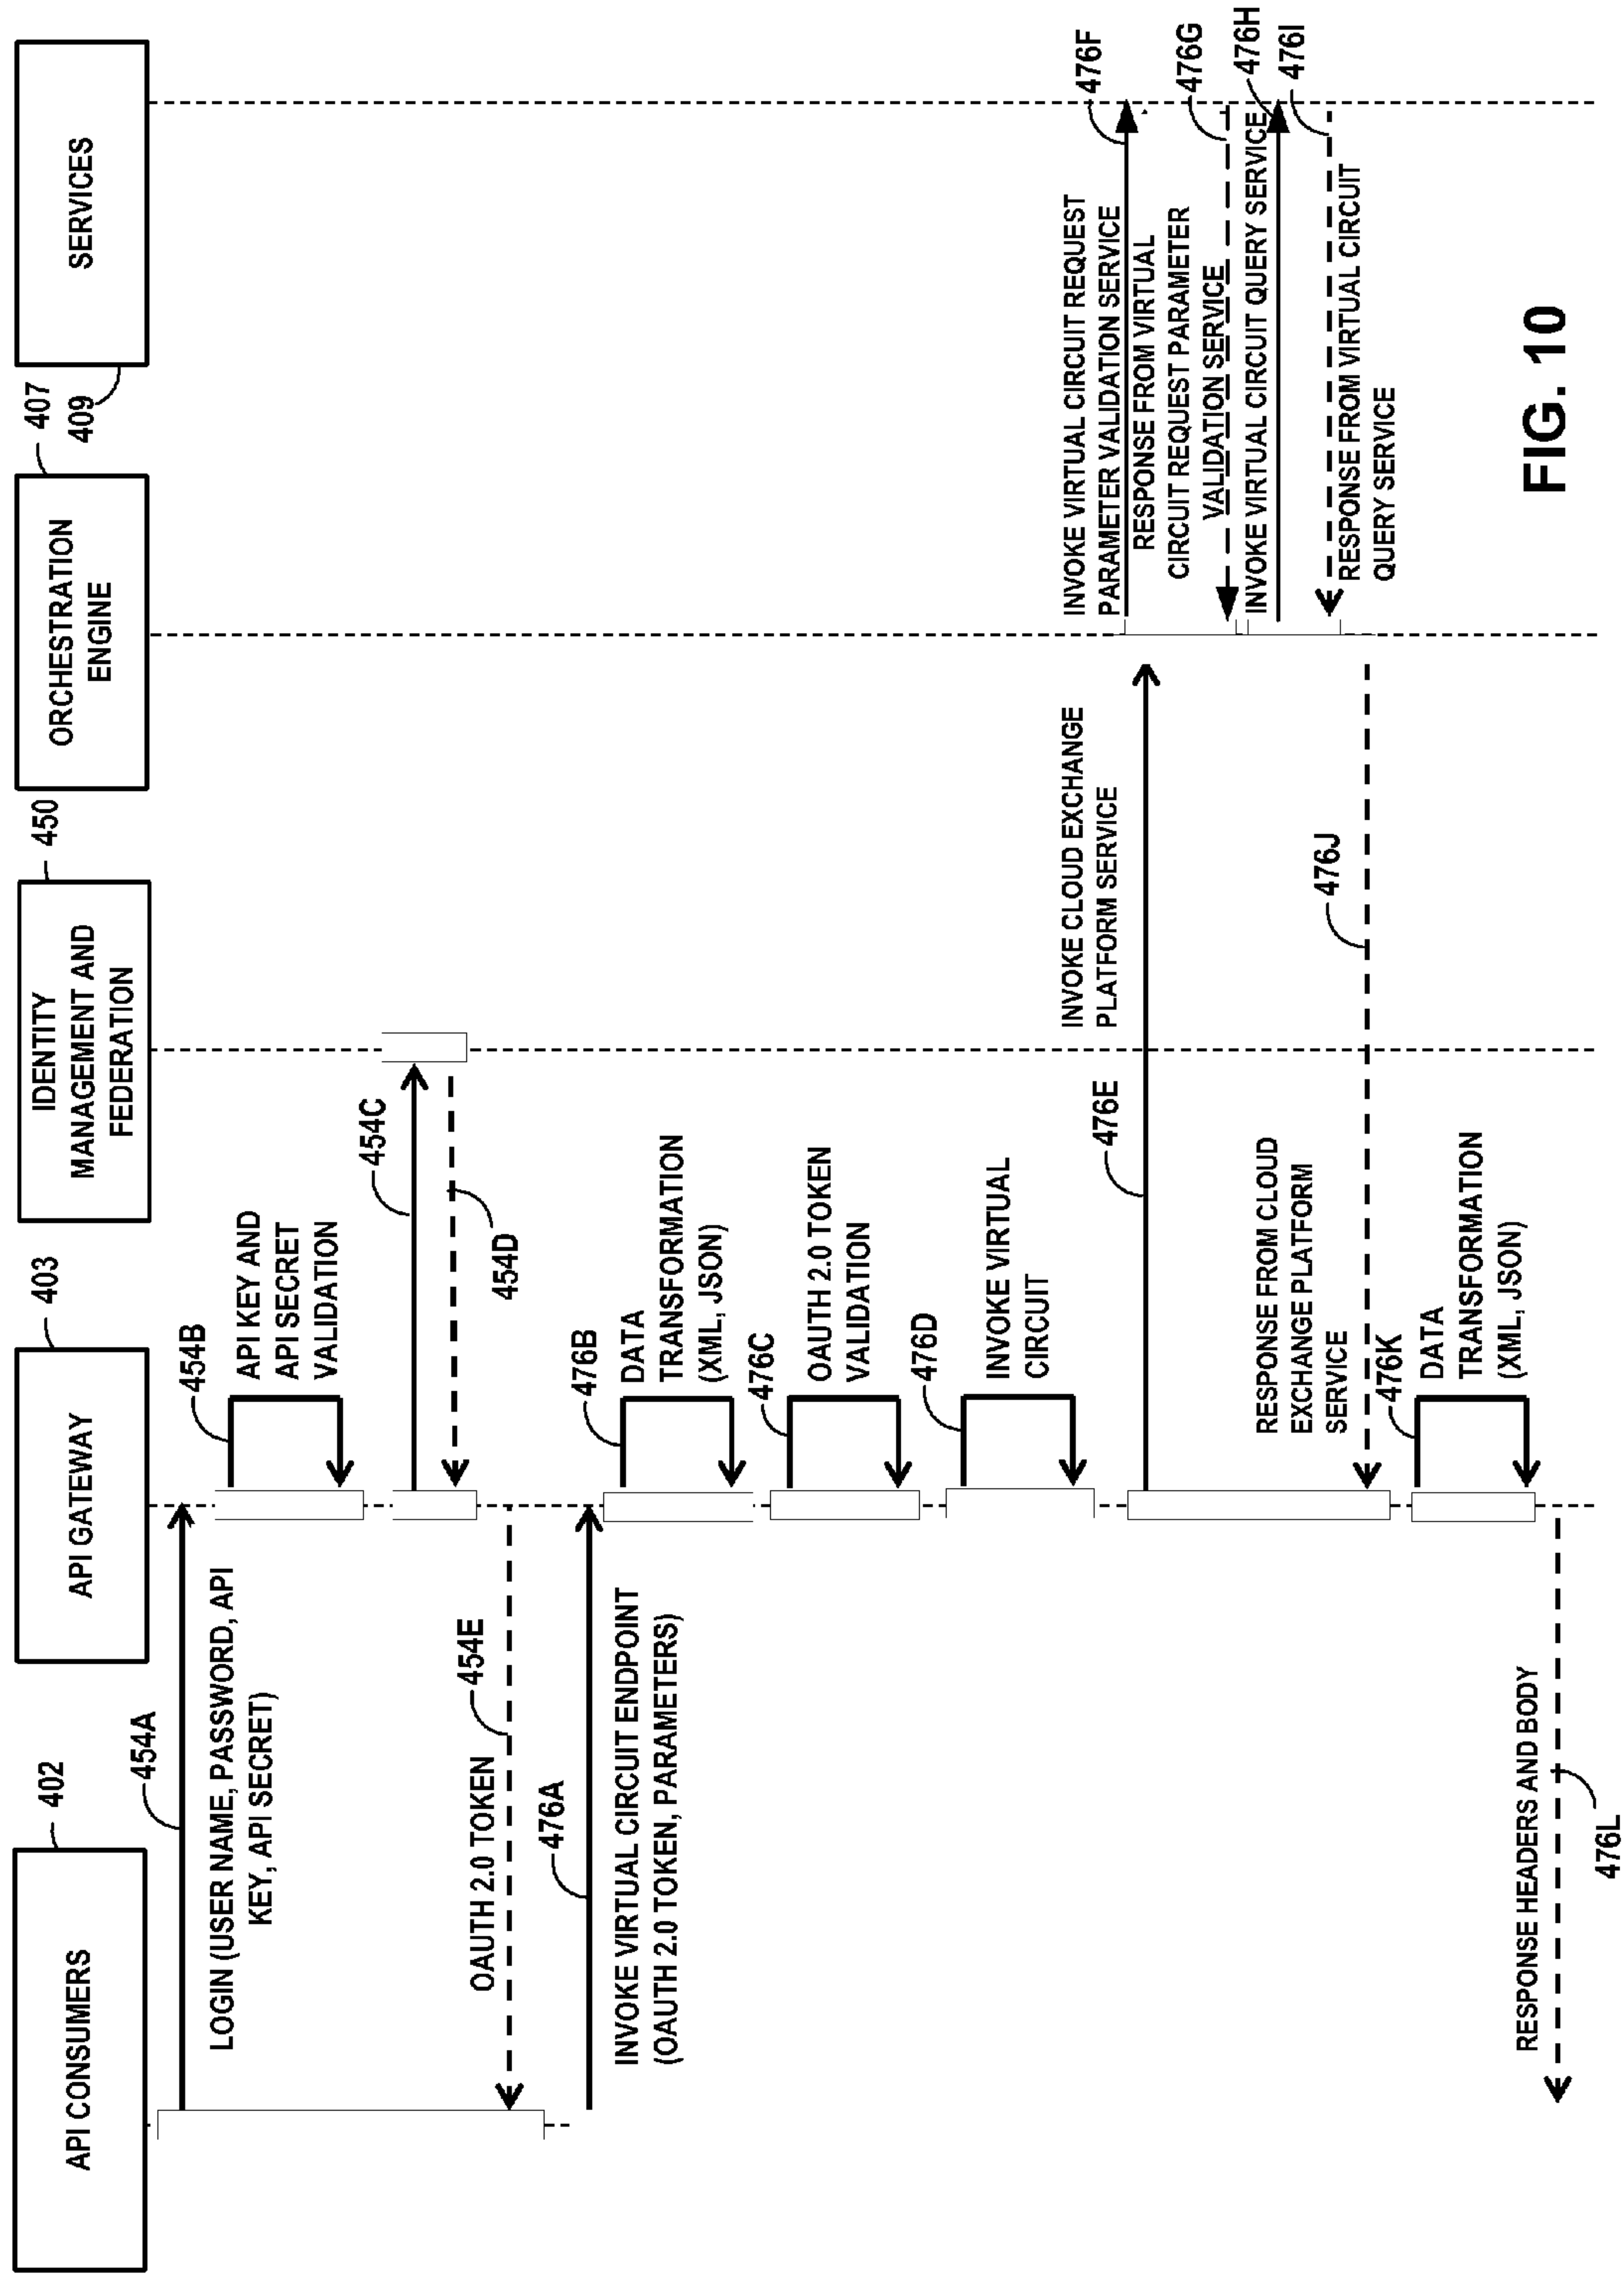 API CONSUMERS
402
API GATEWAY
403
IDENTITY
MANAGEMENT AND
FEDERATION
450
ORCHESTRATION
ENGINE
407
SERVICES
409
454A
LOGIN (USER NAME, PASSWORD, API
KEY, API SECRET)
454B
API KEY AND
API SECRET
VALIDATION
454C
454D
454E
OAUTH 2.0 TOKEN
476A
INVOKE VIRTUAL CIRCUIT ENDPOINT
(OAUTH 2.0 TOKEN, PARAMETERS)
476B
DATA
TRANSFORMATION
(XML, JSON)
476C
OAUTH 2.0 TOKEN
VALIDATION
476D
INVOKE VIRTUAL
CIRCUIT
476E
INVOKE CLOUD EXCHANGE
PLATFORM SERVICE
476F
INVOKE VIRTUAL CIRCUIT REQUEST
PARAMETER VALIDATION SERVICE
RESPONSE FROM VIRTUAL
CIRCUIT REQUEST PARAMETER
VALIDATION SERVICE
476G
INVOKE VIRTUAL CIRCUIT QUERY SERVICE
476H
476I
RESPONSE FROM VIRTUAL CIRCUIT
QUERY SERVICE
476J
RESPONSE FROM CLOUD
EXCHANGE PLATFORM
SERVICE
476K
DATA
TRANSFORMATION
(XML, JSON)
RESPONSE HEADERS AND BODY
476L
FIG. 10